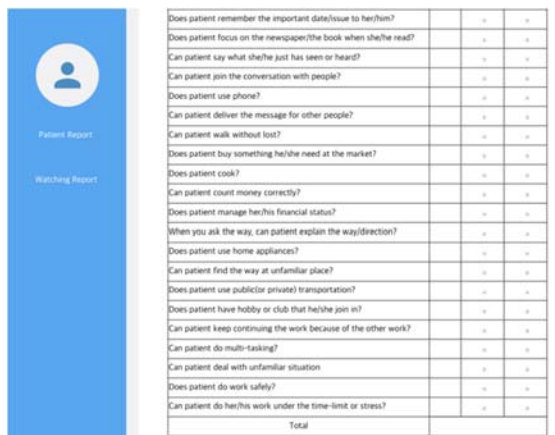 Does patient remember the important date/issue to her/him?
Does patient focus on the newspaper/the book when she/he read?
Can patient say what she/he just has seen or heard?
Can patient join the conversation with people?
Does patient use phone?
Can patient deliver the message for other people?
Patient Report
Can patient walk without lost?
Does patient buy something he/she need at the market?
Watching Report
Does patient cook?
Can patient count money correctly?
Does patient manage her/his financial status?
When you ask the way, can patient explain the way/direction?
Does patient use home appliances?
Can patient find the way at unfamiliar place?
Does patient use public(or private) transportation?
Does patient have hobby or club that he/she join in?
Can patient keep continuing the work because of the other work?
Can patient do multi-tasking?
Can patient deal with unfamiliar situation
Does patient do work safely?
Can patient do her/his work under the time-limit or stress?
Total